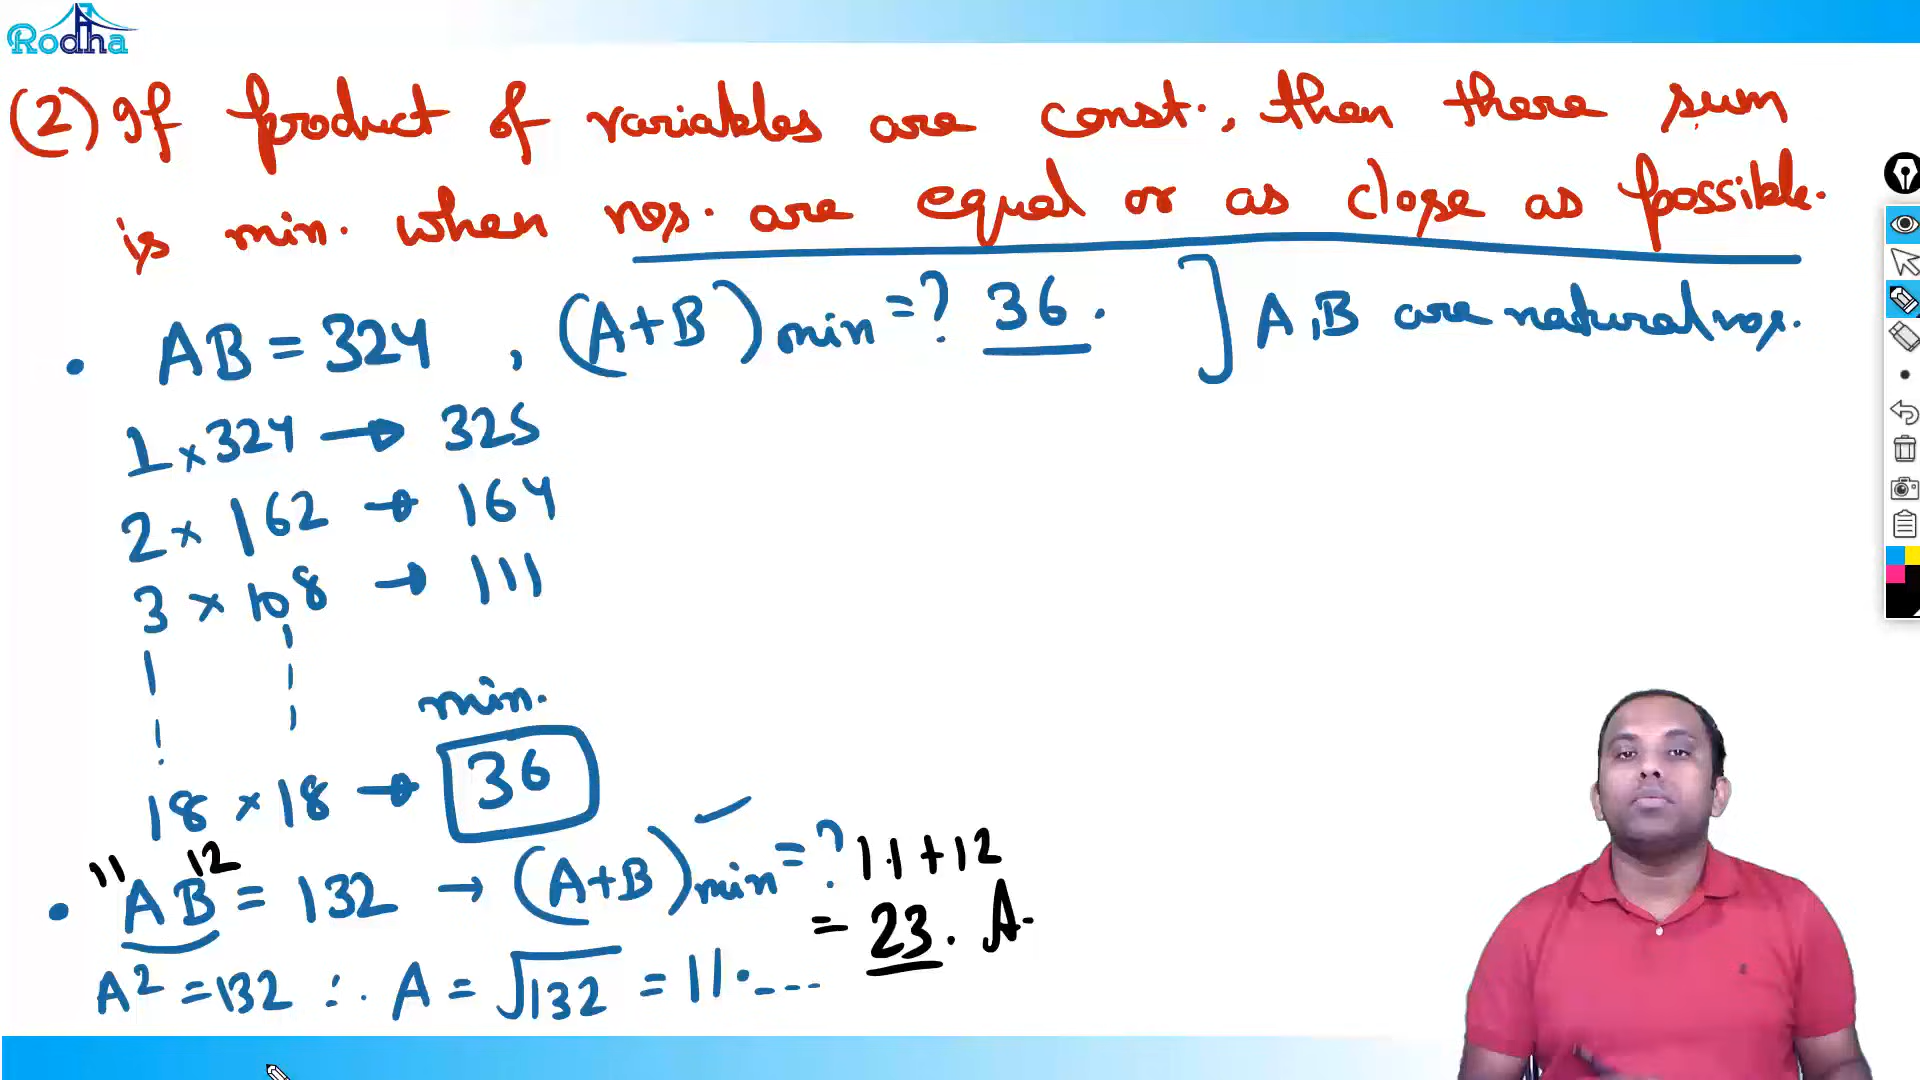 Rodha
(2) If product of variables are const., then there sum
is min. when nos. are equal or as close as possible.
• AB = 324 , (A+B)min = ? 36. ] A,B are natural nos.
1 × 324 → 325
2 × 162 → 164
3 × 108 → 111
min.
18 × 18 → 36
11 12
• AB = 132 → (A+B)min = ? 11+12
= 23. A.
A² = 132 ∴ A = √132 = 11. ---